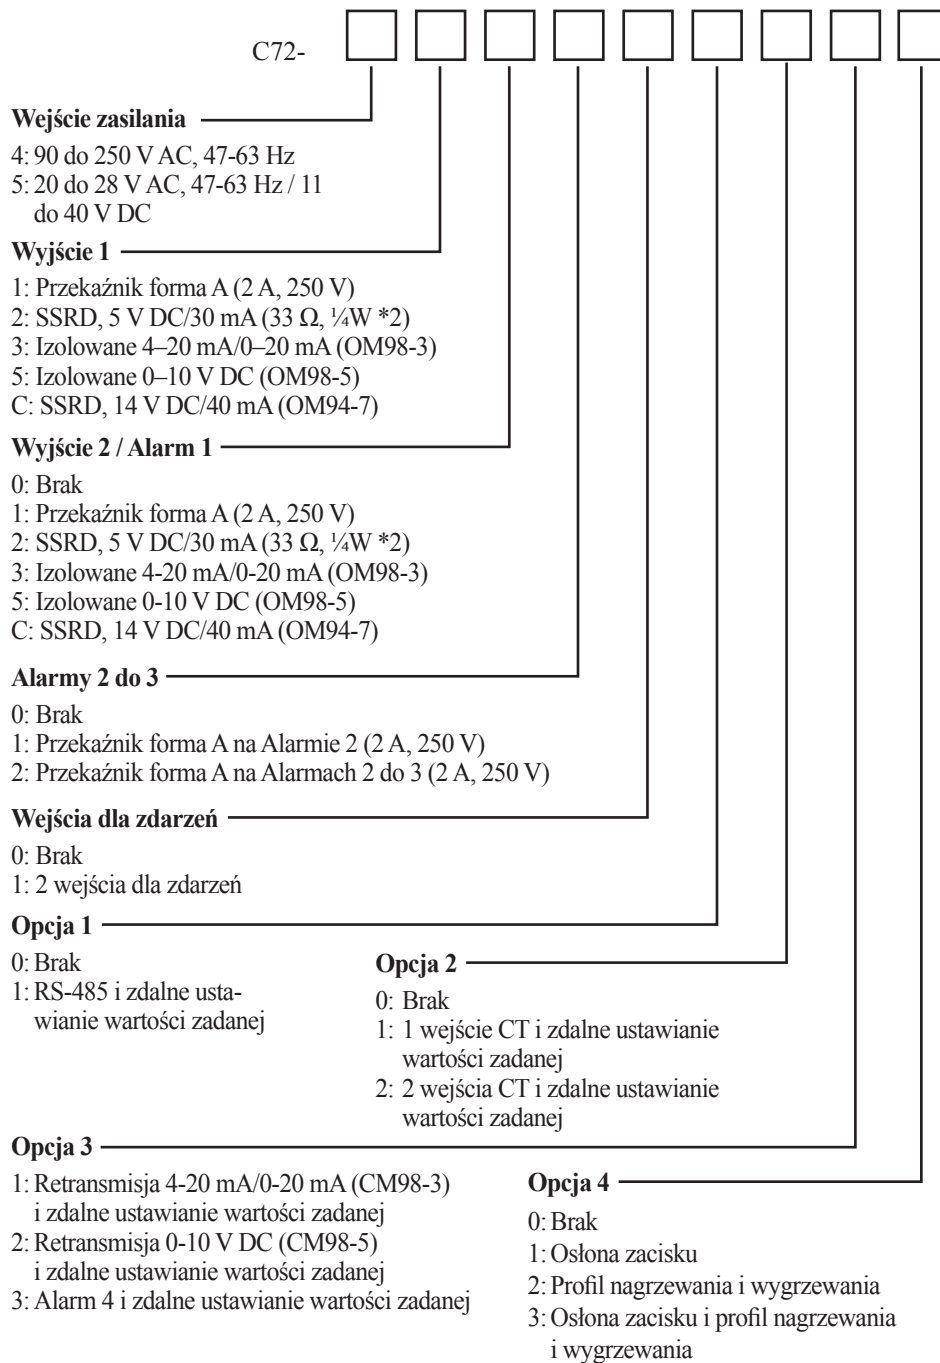 C72-
Wejście zasilania
4: 90 do 250 V AC, 47-63 Hz
5: 20 do 28 V AC, 47-63 Hz / 11
do 40 V DC
Wyjście 1
1: Przekaźnik forma A (2 A, 250 V)
2: SSRD, 5 V DC/30 mA (33 Ω, ¼W *2)
3: Izolowane 4–20 mA/0–20 mA (OM98-3)
5: Izolowane 0–10 V DC (OM98-5)
C: SSRD, 14 V DC/40 mA (OM94-7)
Wyjście 2 / Alarm 1
0: Brak
1: Przekaźnik forma A (2 A, 250 V)
2: SSRD, 5 V DC/30 mA (33 Ω, ¼W *2)
3: Izolowane 4-20 mA/0-20 mA (OM98-3)
5: Izolowane 0-10 V DC (OM98-5)
C: SSRD, 14 V DC/40 mA (OM94-7)
Alarmy 2 do 3
0: Brak
1: Przekaźnik forma A na Alarmie 2 (2 A, 250 V)
2: Przekaźnik forma A na Alarmach 2 do 3 (2 A, 250 V)
Wejścia dla zdarzeń
0: Brak
1: 2 wejścia dla zdarzeń
Opcja 1
0: Brak
1: RS-485 i zdalne usta-
wianie wartości zadanej
Opcja 2
0: Brak
1: 1 wejście CT i zdalne ustawianie
wartości zadanej
2: 2 wejścia CT i zdalne ustawianie
wartości zadanej
Opcja 3
1: Retransmisja 4-20 mA/0-20 mA (CM98-3)
i zdalne ustawianie wartości zadanej
2: Retransmisja 0-10 V DC (CM98-5)
i zdalne ustawianie wartości zadanej
3: Alarm 4 i zdalne ustawianie wartości zadanej
Opcja 4
0: Brak
1: Osłona zacisku
2: Profil nagrzewania i wygrzewania
3: Osłona zacisku i profil nagrzewania
i wygrzewania